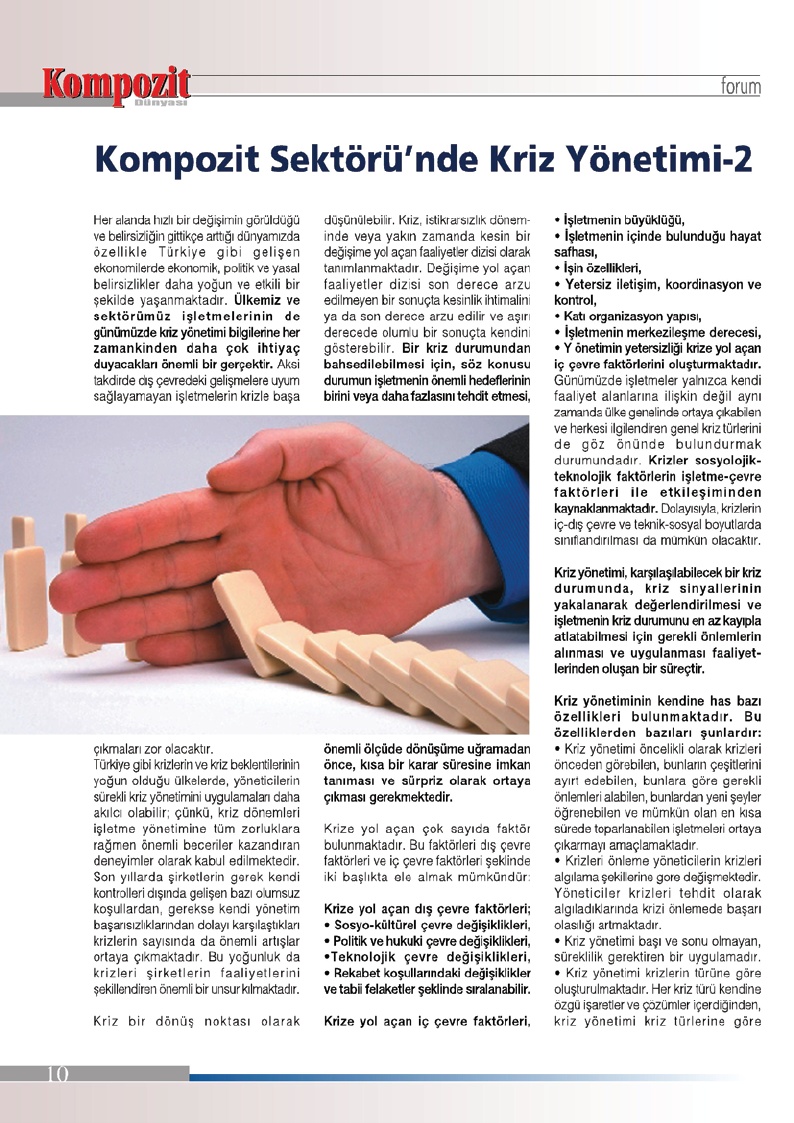 Kompozit
Dünyası
forum
Kompozit Sektörü'nde Kriz Yönetimi-2
Her alanda hızlı bir değişimin görüldüğü
ve belirsizliğin gittikçe arttığı dünyamızda
özellikle Türkiye gibi gelişen
ekonomilerde ekonomik, politik ve yasal
belirsizlikler daha yoğun ve etkili bir
şekilde yaşanmaktadır. Ülkemiz ve
sektörümüz işletmelerinin de
günümüzde kriz yönetimi bilgilerine her
zamankinden daha çok ihtiyaç
duyacakları önemli bir gerçektir. Aksi
takdirde dış çevredeki gelişmelere uyum
sağlayamayan işletmelerin krizle başa
çıkmaları zor olacaktır.
Türkiye gibi krizlerin ve kriz beklentilerinin
yoğun olduğu ülkelerde, yöneticilerin
sürekli kriz yönetimini uygulamaları daha
akılcı olabilir; çünkü, kriz dönemleri
işletme yönetimine tüm zorluklara
rağmen önemli beceriler kazandıran
deneyimler olarak kabul edilmektedir.
Son yıllarda şirketlerin gerek kendi
kontrolleri dışında gelişen bazı olumsuz
koşullardan, gerekse kendi yönetim
başarısızlıklarından dolayı karşılaştıkları
krizlerin sayısında da önemli artışlar
ortaya çıkmaktadır. Bu yoğunluk da
krizleri şirketlerin faaliyetlerini
şekillendiren önemli bir unsur kılmaktadır.
Kriz bir dönüş noktası olarak
düşünülebilir. Kriz, istikrarsızlık dönem-
inde veya yakın zamanda kesin bir
değişime yol açan faaliyetler dizisi olarak
tanımlanmaktadır. Değişime yol açan
faaliyetler dizisi son derece arzu
edilmeyen bir sonuçta kesinlik ihtimalini
ya da son derece arzu edilir ve aşırı
derecede olumlu bir sonuçta kendini
gösterebilir. Bir kriz durumundan
bahsedilebilmesi için, söz konusu
durumun işletmenin önemli hedeflerinin
birini veya daha fazlasını tehdit etmesi,
önemli ölçüde dönüşüme uğramadan
önce, kısa bir karar süresine imkan
tanıması ve sürpriz olarak ortaya
çıkması gerekmektedir.
Krize yol açan çok sayıda faktör
bulunmaktadır. Bu faktörleri dış çevre
faktörleri ve iç çevre faktörleri şeklinde
iki başlıkta ele almak mümkündür:
Krize yol açan dış çevre faktörleri;
• Sosyo-kültürel çevre değişiklikleri,
• Politik ve hukuki çevre değişiklikleri,
•Teknolojik çevre değişiklikleri,
• Rekabet koşullarındaki değişiklikler
ve tabii felaketler şeklinde sıralanabilir.
Krize yol açan iç çevre faktörleri,
• İşletmenin büyüklüğü,
• İşletmenin içinde bulunduğu hayat
safhası,
• İşin özellikleri,
• Yetersiz iletişim, koordinasyon ve
kontrol,
• Katı organizasyon yapısı,
• İşletmenin merkezileşme derecesi,
• Y önetimin yetersizliği krize yol açan
iç çevre faktörlerini oluşturmaktadır.
Günümüzde işletmeler yalnızca kendi
faaliyet alanlarına ilişkin değil aynı
zamanda ülke genelinde ortaya çıkabilen
ve herkesi ilgilendiren genel kriz türlerini
de göz önünde bulundurmak
durumundadır. Krizler sosyolojik-
teknolojik faktörlerin işletme-çevre
faktörleri ile etkileşiminden
kaynaklanmaktadır. Dolayısıyla, krizlerin
iç-dış çevre ve teknik-sosyal boyutlarda
sınıflandırılması da mümkün olacaktır.
Kriz yönetimi, karşılaşılabilecek bir kriz
durumunda, kriz sinyallerinin
yakalanarak değerlendirilmesi ve
işletmenin kriz durumunu en az kayıpla
atlatabilmesi için gerekli önlemlerin
alınması ve uygulanması faaliyet-
lerinden oluşan bir süreçtir.
Kriz yönetiminin kendine has bazı
özellikleri bulunmaktadır. Bu
özelliklerden bazıları şunlardır:
• Kriz yönetimi öncelikli olarak krizleri
önceden görebilen, bunların çeşitlerini
ayırt edebilen, bunlara göre gerekli
önlemleri alabilen, bunlardan yeni şeyler
öğrenebilen ve mümkün olan en kısa
sürede toparlanabilen işletmeleri ortaya
çıkarmayı amaçlamaktadır.
• Krizleri önleme yöneticilerin krizleri
algılama şekillerine gore değişmektedir.
Yöneticiler krizleri tehdit olarak
algıladıklarında krizi önlemede başarı
olasılığı artmaktadır.
• Kriz yönetimi başı ve sonu olmayan,
süreklilik gerektiren bir uygulamadır.
• Kriz yönetimi krizlerin türüne göre
oluşturulmaktadır. Her kriz türü kendine
özgü işaretler ve çözümler içerdiğinden,
kriz yönetimi kriz türlerine göre
10